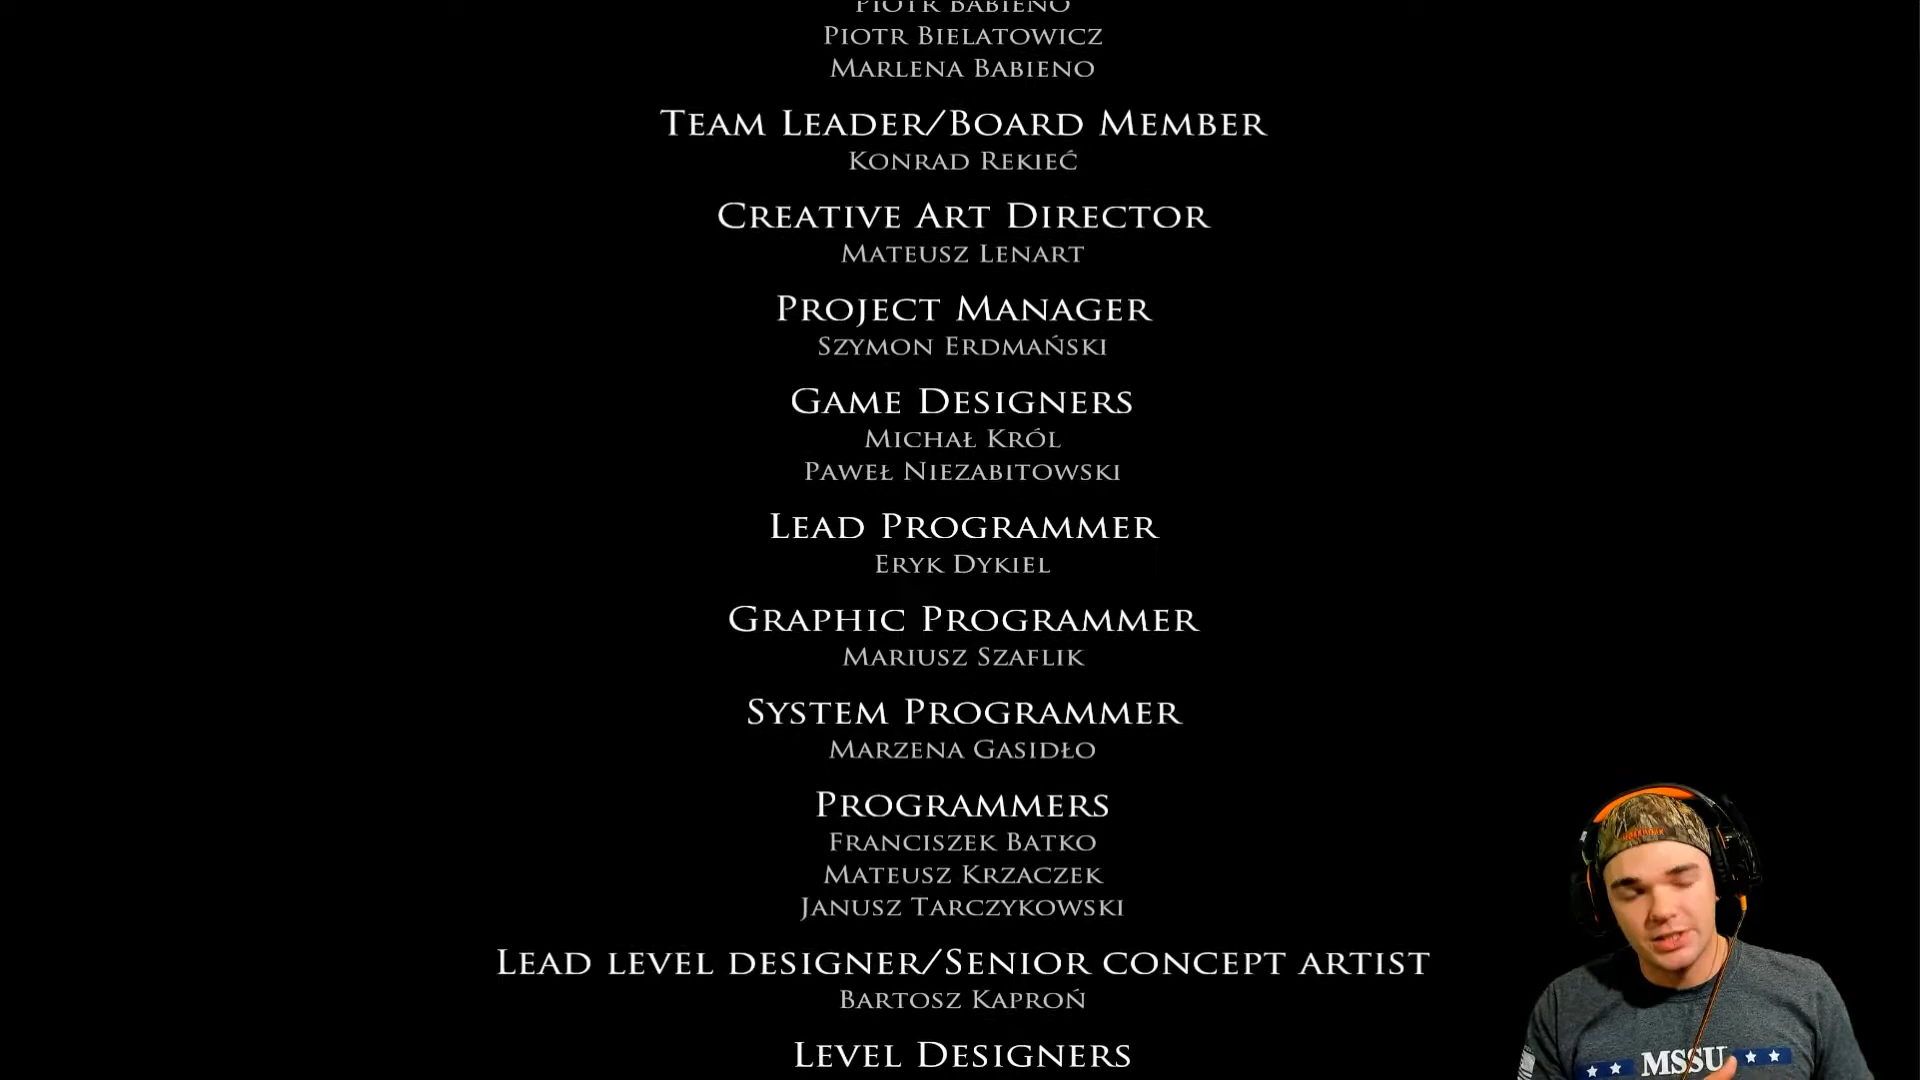 Piotr Babieno
Piotr Bielatowicz
Marlena Babieno
Team Leader/Board Member
Konrad Rekieć
Creative Art Director
Mateusz Lenart
Project Manager
Szymon Erdmański
Game Designers
Michał Król
Paweł Niezabitowski
Lead Programmer
Eryk Dykiel
Graphic Programmer
Mariusz Szaflik
System Programmer
Marzena Gasidło
Programmers
Franciszek Batko
Mateusz Krzaczek
Janusz Tarczykowski
Lead level designer/Senior concept artist
Bartosz Kaproń
Level Designers
MSSU